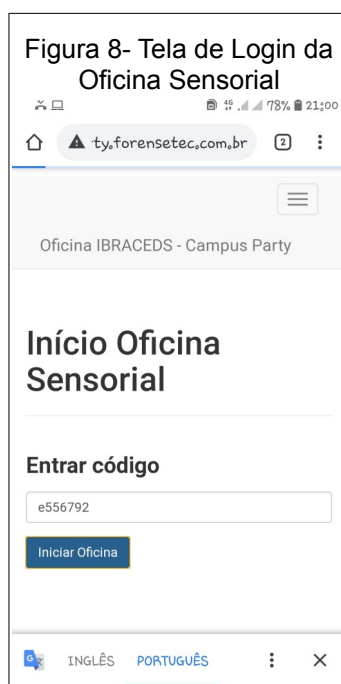 Figura 8- Tela de Login da
Oficina Sensorial
4G 78% 21:00
ty.forensetec.com.br 2
Oficina IBRACEDS - Campus Party
Início Oficina
Sensorial
Entrar código
e556792
Iniciar Oficina
G INGLÊS PORTUGUÊS